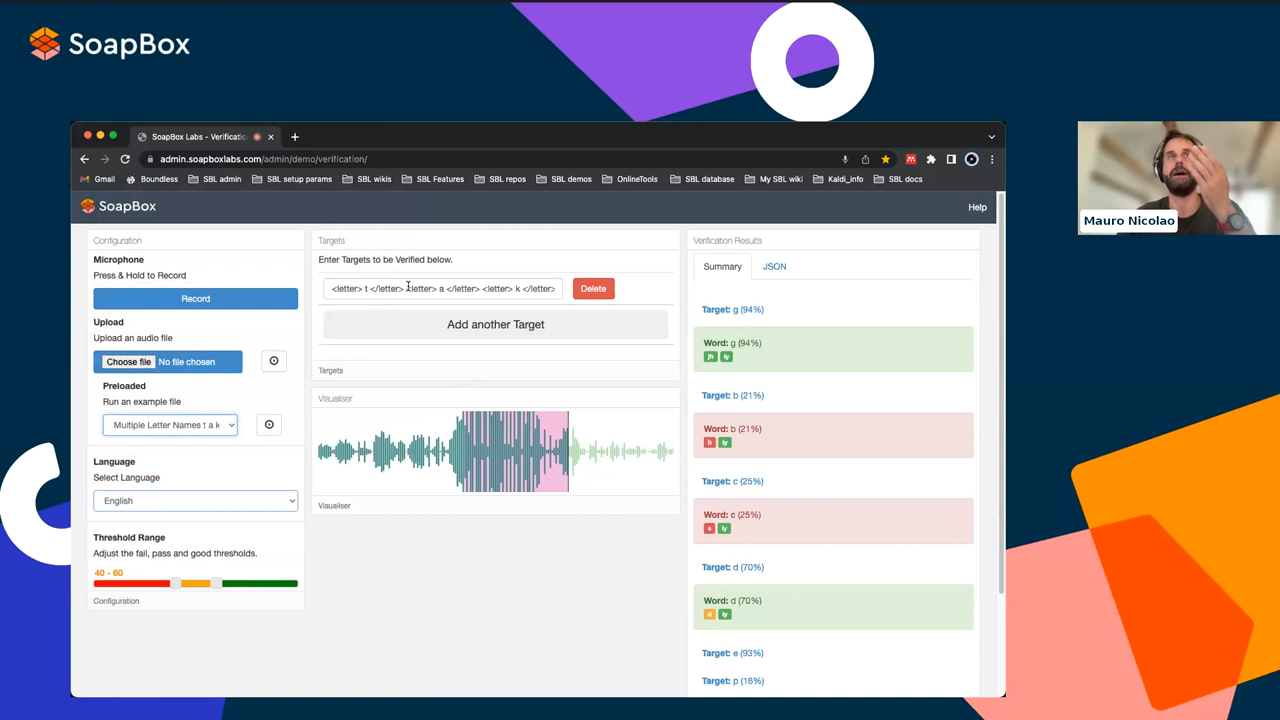 SoapBox
SoapBox Labs - Verificatio
admin.soapboxlabs.com/admin/demo/verification/
Gmail
Boundless
SBL admin
SBL setup params
SBL wikis
SBL Features
SBL repos
SBL demos
OnlineTools
SBL database
My SBL wiki
Kaldi_info
SBL docs
SoapBox
Help
Configuration
Microphone
Press & Hold to Record
Record
Upload
Upload an audio file
Choose file No file chosen
Preloaded
Run an example file
Multiple Letter Names t a k
Language
Select Language
English
Threshold Range
Adjust the fail, pass and good thresholds.
40 - 60
Configuration
Targets
Enter Targets to be Verified below.
<letter> t </letter> <letter> a </letter> <letter> k </letter>
Delete
Add another Target
Targets
Visualiser
Visualiser
Verification Results
Summary
JSON
Target: g (94%)
Word: g (94%)
jh iy
Target: b (21%)
Word: b (21%)
b iy
Target: c (25%)
Word: c (25%)
s iy
Target: d (70%)
Word: d (70%)
d iy
Target: e (93%)
Target: p (16%)
Mauro Nicolao